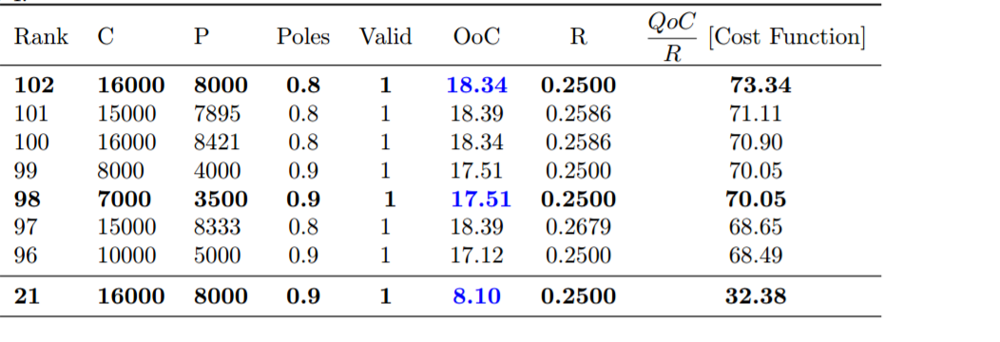 Rank C P Poles Valid OoC R QoC/R [Cost Function]
102 16000 8000 0.8 1 18.34 0.2500 73.34
101 15000 7895 0.8 1 18.39 0.2586 71.11
100 16000 8421 0.8 1 18.34 0.2586 70.90
99 8000 4000 0.9 1 17.51 0.2500 70.05
98 7000 3500 0.9 1 17.51 0.2500 70.05
97 15000 8333 0.8 1 18.39 0.2679 68.65
96 10000 5000 0.9 1 17.12 0.2500 68.49
21 16000 8000 0.9 1 8.10 0.2500 32.38